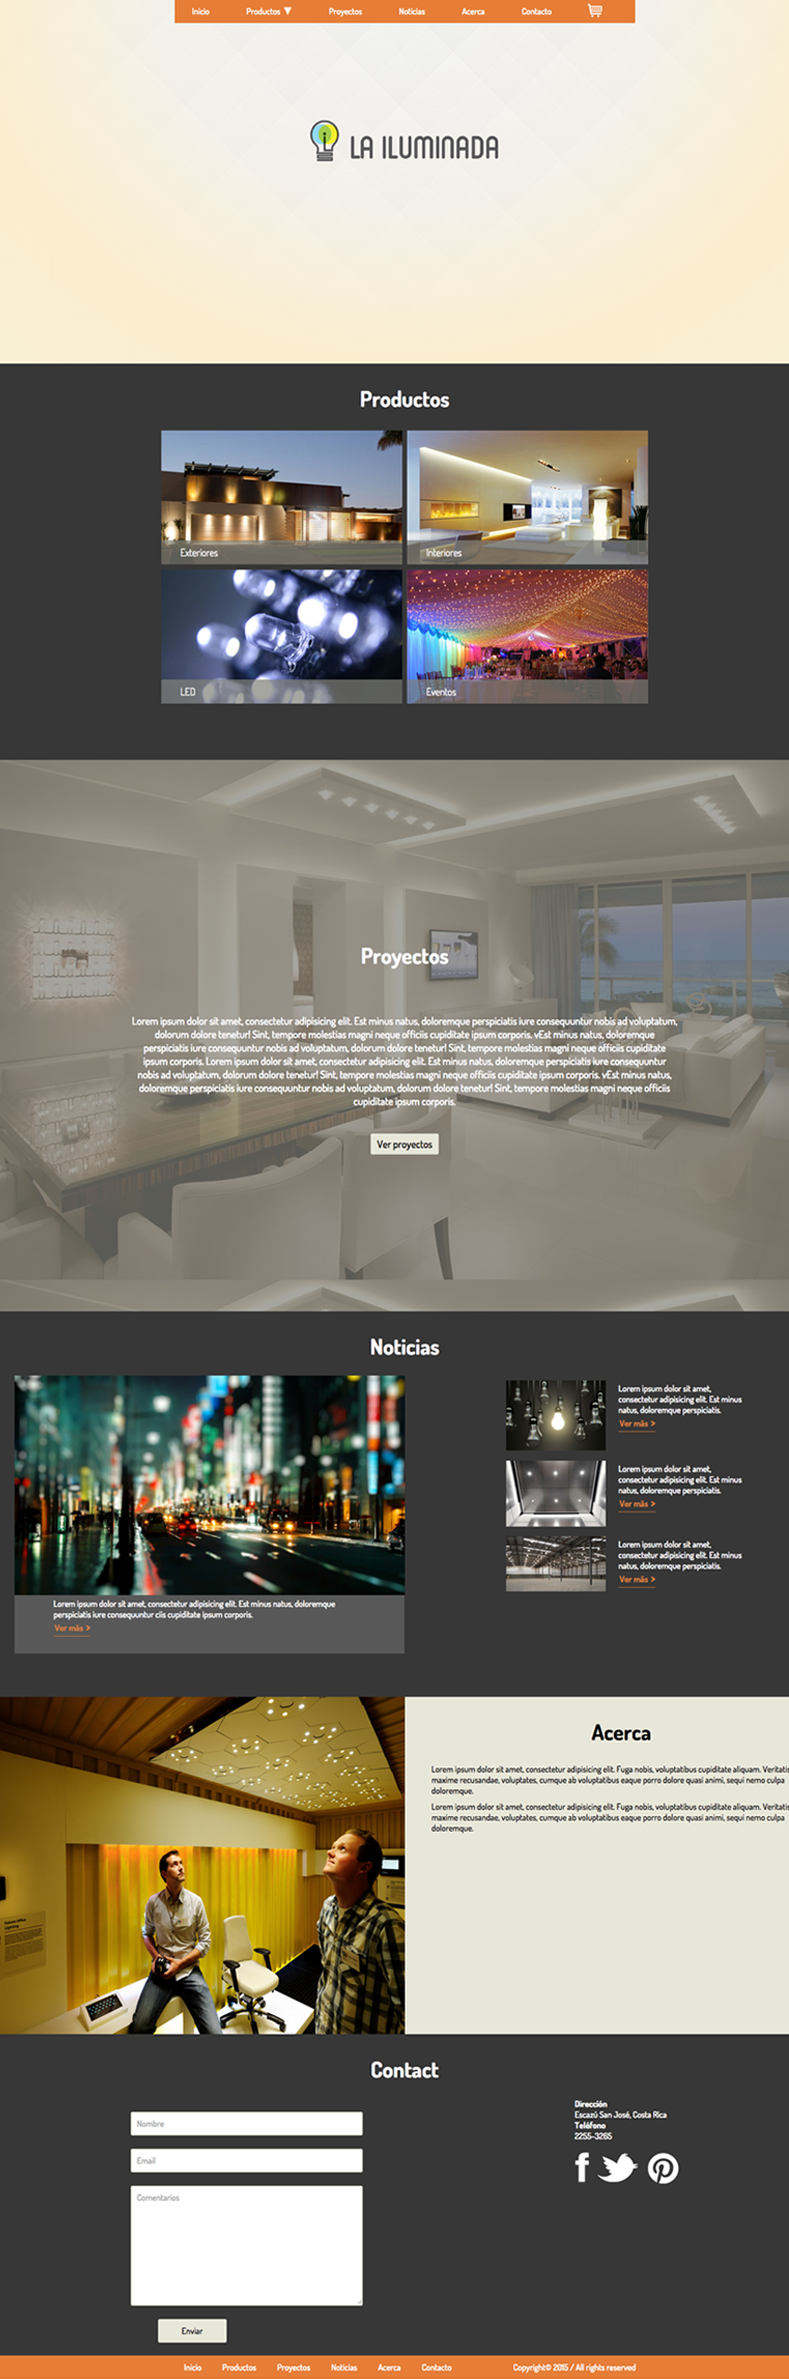 Inicio Productos ▼ Proyectos Noticias Acerca Contacto
LA ILUMINADA
Productos
Exteriores
Interiores
LED
Eventos
Proyectos
Lorem ipsum dolor sit amet, consectetur adipisicing elit. Est minus natus, doloremque perspiciatis iure consequuntur nobis ad voluptatum,
dolorum dolore tenetur! Sint, tempore molestias magni neque officiis cupiditate ipsum corporis. vEst minus natus, doloremque
perspiciatis iure consequuntur nobis ad voluptatum, dolorum dolore tenetur! Sint, tempore molestias magni neque officiis cupiditate
ipsum corporis. Lorem ipsum dolor sit amet, consectetur adipisicing elit. Est minus natus, doloremque perspiciatis iure consequuntur
nobis ad voluptatum, dolorum dolore tenetur! Sint, tempore molestias magni neque officiis cupiditate ipsum corporis. vEst minus natus,
doloremque perspiciatis iure consequuntur nobis ad voluptatum, dolorum dolore tenetur! Sint, tempore molestias magni neque officiis
cupiditate ipsum corporis.
Ver proyectos
Noticias
Lorem ipsum dolor sit amet, consectetur adipisicing elit. Est minus natus, doloremque
perspiciatis iure consequuntur ciis cupiditate ipsum corporis.
Ver más >
Lorem ipsum dolor sit amet,
consectetur adipisicing elit. Est minus
natus, doloremque perspiciatis.
Ver más >
Lorem ipsum dolor sit amet,
consectetur adipisicing elit. Est minus
natus, doloremque perspiciatis.
Ver más >
Lorem ipsum dolor sit amet,
consectetur adipisicing elit. Est minus
natus, doloremque perspiciatis.
Ver más >
Acerca
Lorem ipsum dolor sit amet, consectetur adipisicing elit. Fuga nobis, voluptatibus cupiditate aliquam. Veritatis
maxime recusandae, voluptates, cumque ab voluptatibus eaque porro dolore quasi animi, sequi nemo culpa
doloremque.
Lorem ipsum dolor sit amet, consectetur adipisicing elit. Fuga nobis, voluptatibus cupiditate aliquam. Veritatis
maxime recusandae, voluptates, cumque ab voluptatibus eaque porro dolore quasi animi, sequi nemo culpa
doloremque.
Contact
Nombre
Email
Comentarios
Enviar
Dirección
Escazú San José, Costa Rica
Teléfono
2255-3265
Inicio Productos Proyectos Noticias Acerca Contacto Copyright© 2015 / All rights reserved